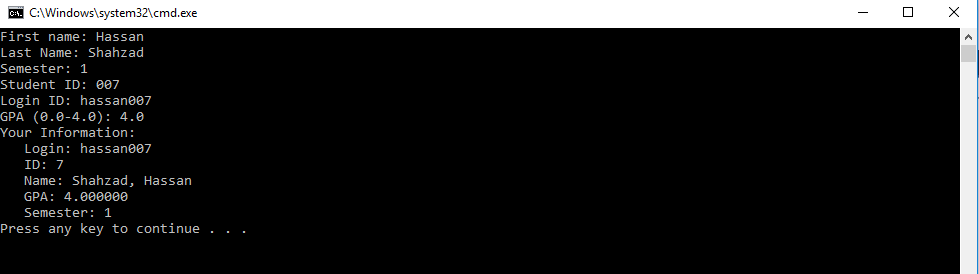 C:\Windows\system32\cmd.exe
First name: Hassan
Last Name: Shahzad
Semester: 1
Student ID: 007
Login ID: hassan007
GPA (0.0-4.0): 4.0
Your Information:
   Login: hassan007
   ID: 7
   Name: Shahzad, Hassan
   GPA: 4.000000
   Semester: 1
Press any key to continue . . .